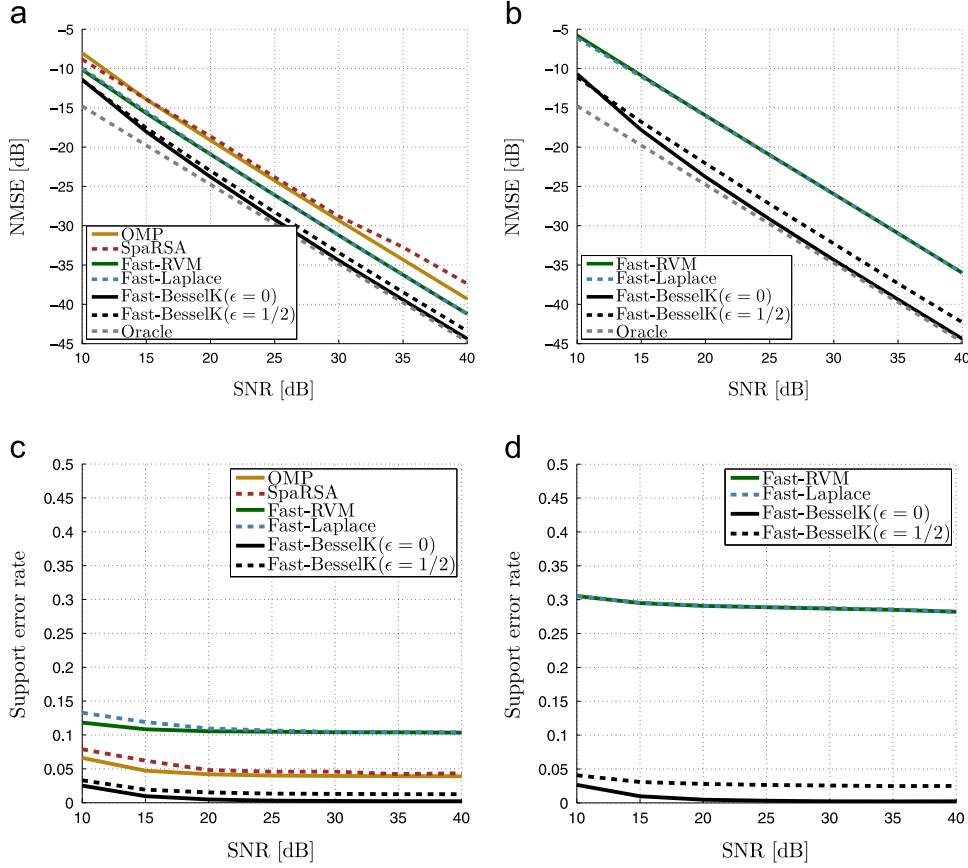 a
NMSE [dB]
−5
−10
−15
−20
−25
−30
−35
−40
−45
OMP
SpaRSA
Fast-RVM
Fast-Laplace
Fast-BesselK(ϵ = 0)
Fast-BesselK(ϵ = 1/2)
Oracle
10 15 20 25 30 35 40
SNR [dB]
b
NMSE [dB]
−5
−10
−15
−20
−25
−30
−35
−40
−45
Fast-RVM
Fast-Laplace
Fast-BesselK(ϵ = 0)
Fast-BesselK(ϵ = 1/2)
Oracle
10 15 20 25 30 35 40
SNR [dB]
c
Support error rate
0.5
0.45
0.4
0.35
0.3
0.25
0.2
0.15
0.1
0.05
0
OMP
SpaRSA
Fast-RVM
Fast-Laplace
Fast-BesselK(ϵ = 0)
Fast-BesselK(ϵ = 1/2)
10 15 20 25 30 35 40
SNR [dB]
d
Support error rate
0.5
0.45
0.4
0.35
0.3
0.25
0.2
0.15
0.1
0.05
0
Fast-RVM
Fast-Laplace
Fast-BesselK(ϵ = 0)
Fast-BesselK(ϵ = 1/2)
10 15 20 25 30 35 40
SNR [dB]